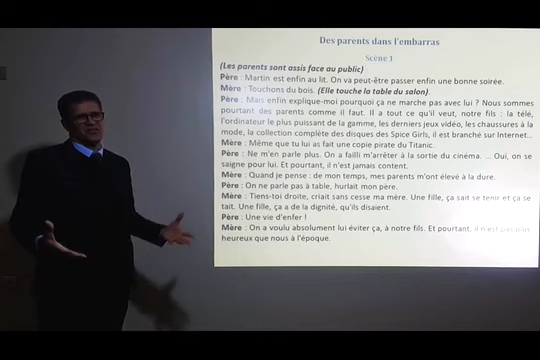 Des parents dans l'embarras
Scène 1
(Les parents sont assis face au public)
Père : Martin est enfin au lit. On va peut-être passer enfin une bonne soirée.
Mère : Touchons du bois. (Elle touche la table du salon).
Père : Mais enfin explique-moi pourquoi ça ne marche pas avec lui ? Nous sommes
pourtant des parents comme il faut. Il a tout ce qu'il veut, notre fils : la télé,
l'ordinateur le plus puissant de la gamme, les derniers jeux vidéo, les chaussures à la
mode, la collection complète des disques des Spice Girls, il est branché sur Internet...
Mère : Même que tu lui as fait une copie pirate du Titanic.
Père : Ne m'en parle plus. On a failli m'arrêter à la sortie du cinéma. ... Oui, on se
saigne pour lui. Et pourtant, il n'est jamais content.
Mère : Quand je pense : de mon temps, mes parents m'ont élevé à la dure.
Père : On ne parle pas à table, hurlait mon père.
Mère : Tiens-toi droite, criait sans cesse ma mère. Une fille, ça sait se tenir et ça se
tait. Une fille, ça a de la dignité, qu'ils disaient.
Père : Une vie d'enfer !
Mère : On a voulu absolument lui éviter ça, à notre fils. Et pourtant, il n'est pas plus
heureux que nous à l'époque.